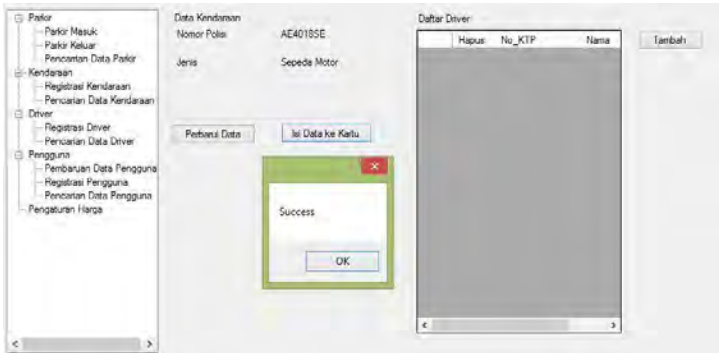 Parkir
Parkir Masuk
Parkir Keluar
Pencarian Data Parkir
Kendaraan
Registrasi Kendaraan
Pencarian Data Kendaraan
Driver
Registrasi Driver
Pencarian Data Driver
Pengguna
Pembaruan Data Pengguna
Registrasi Pengguna
Pencarian Data Pengguna
Pengaturan Harga
Data Kendaraan
Nomor Polisi AE4018SE
Jenis Sepeda Motor
Perbarui Data Isi Data ke Kartu
Success
OK
Daftar Driver
Hapus No_KTP Nama
Tambah